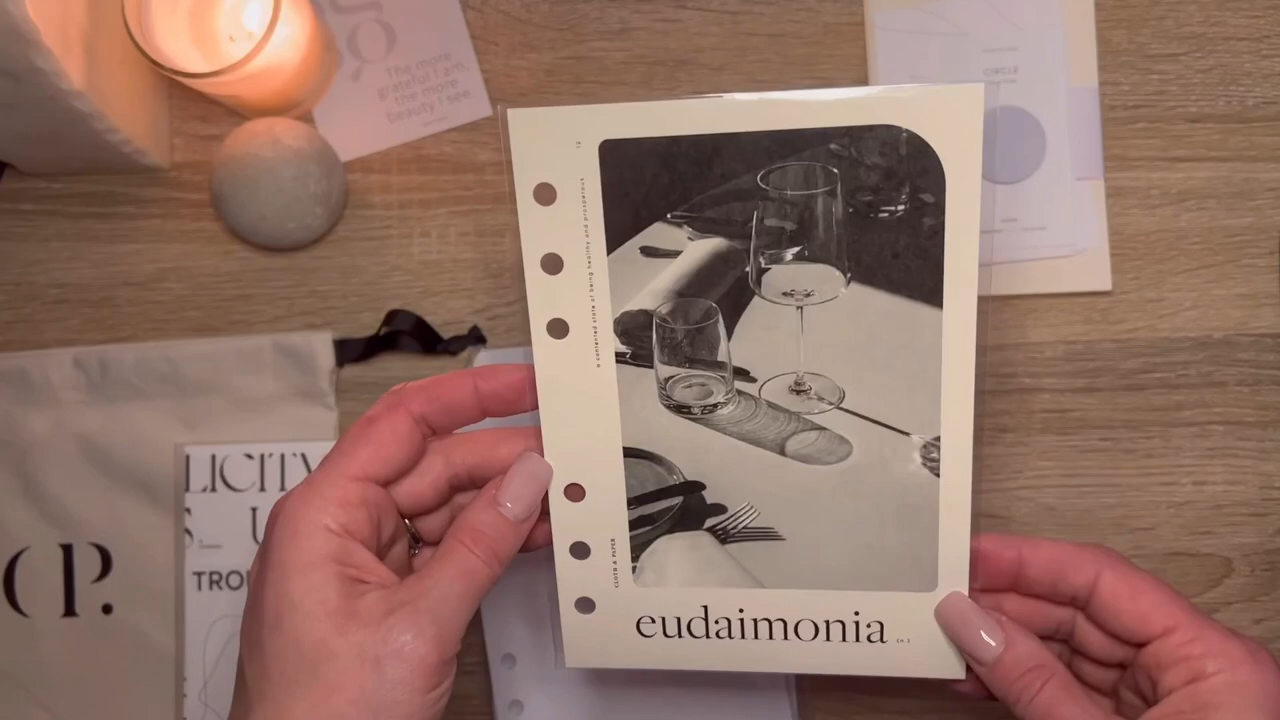 g
The more
grateful I am,
the more
beauty I see
CIRCLE
12
a contented state of being healthy and prosperous
CLOTH & PAPER
eudaimonia (n.)
CP.
LICITY
TROU